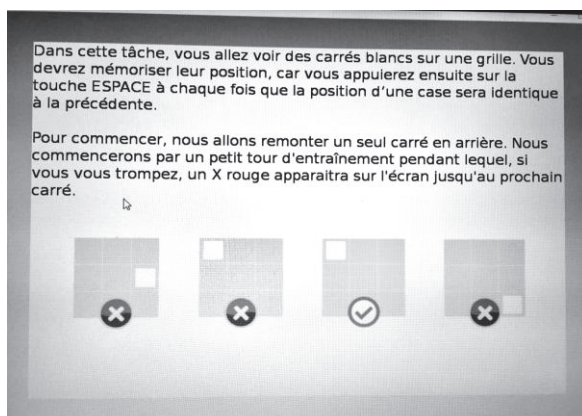 Dans cette tâche, vous allez voir des carrés blancs sur une grille. Vous
devrez mémoriser leur position, car vous appuierez ensuite sur la
touche ESPACE à chaque fois que la position d'une case sera identique
à la précédente.
Pour commencer, nous allons remonter un seul carré en arrière. Nous
commencerons par un petit tour d'entraînement pendant lequel, si
vous vous trompez, un X rouge apparaitra sur l'écran jusqu'au prochain
carré.